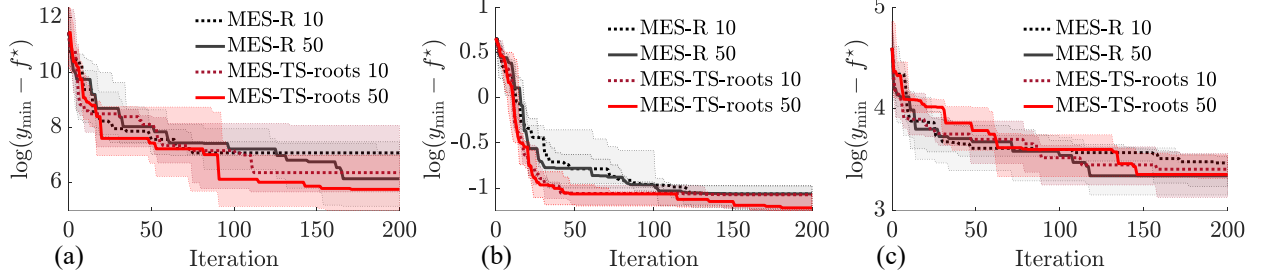 12
10
8
6
log(y_min − f*)
MES-R 10
MES-R 50
MES-TS-roots 10
MES-TS-roots 50
0 50 100 150 200
(a) Iteration
1
0.5
0
−0.5
−1
log(y_min − f*)
MES-R 10
MES-R 50
MES-TS-roots 10
MES-TS-roots 50
0 50 100 150 200
(b) Iteration
5
4
3
log(y_min − f*)
MES-R 10
MES-R 50
MES-TS-roots 10
MES-TS-roots 50
0 50 100 150 200
(c) Iteration